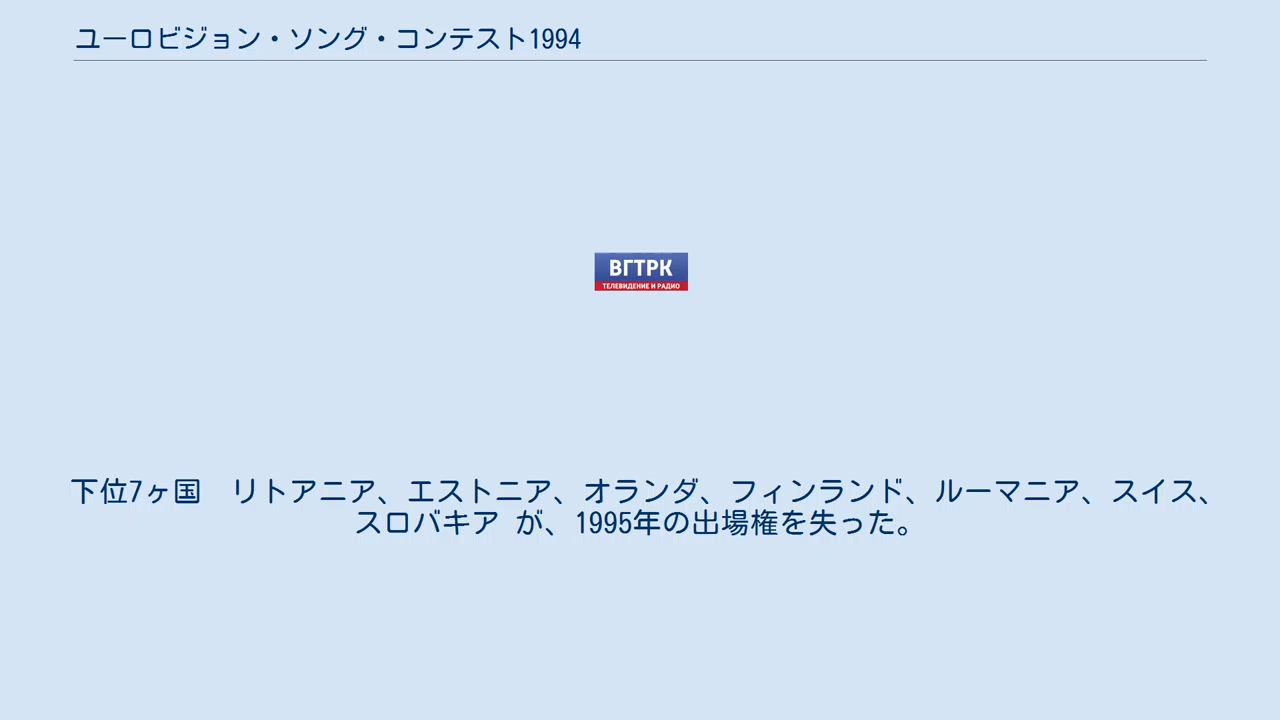 ユーロビジョン・ソング・コンテスト1994
ВГТРК
ТЕЛЕВИДЕНИЕ И РАДИО
下位7ヶ国　リトアニア、エストニア、オランダ、フィンランド、ルーマニア、スイス、
スロバキア が、1995年の出場権を失った。